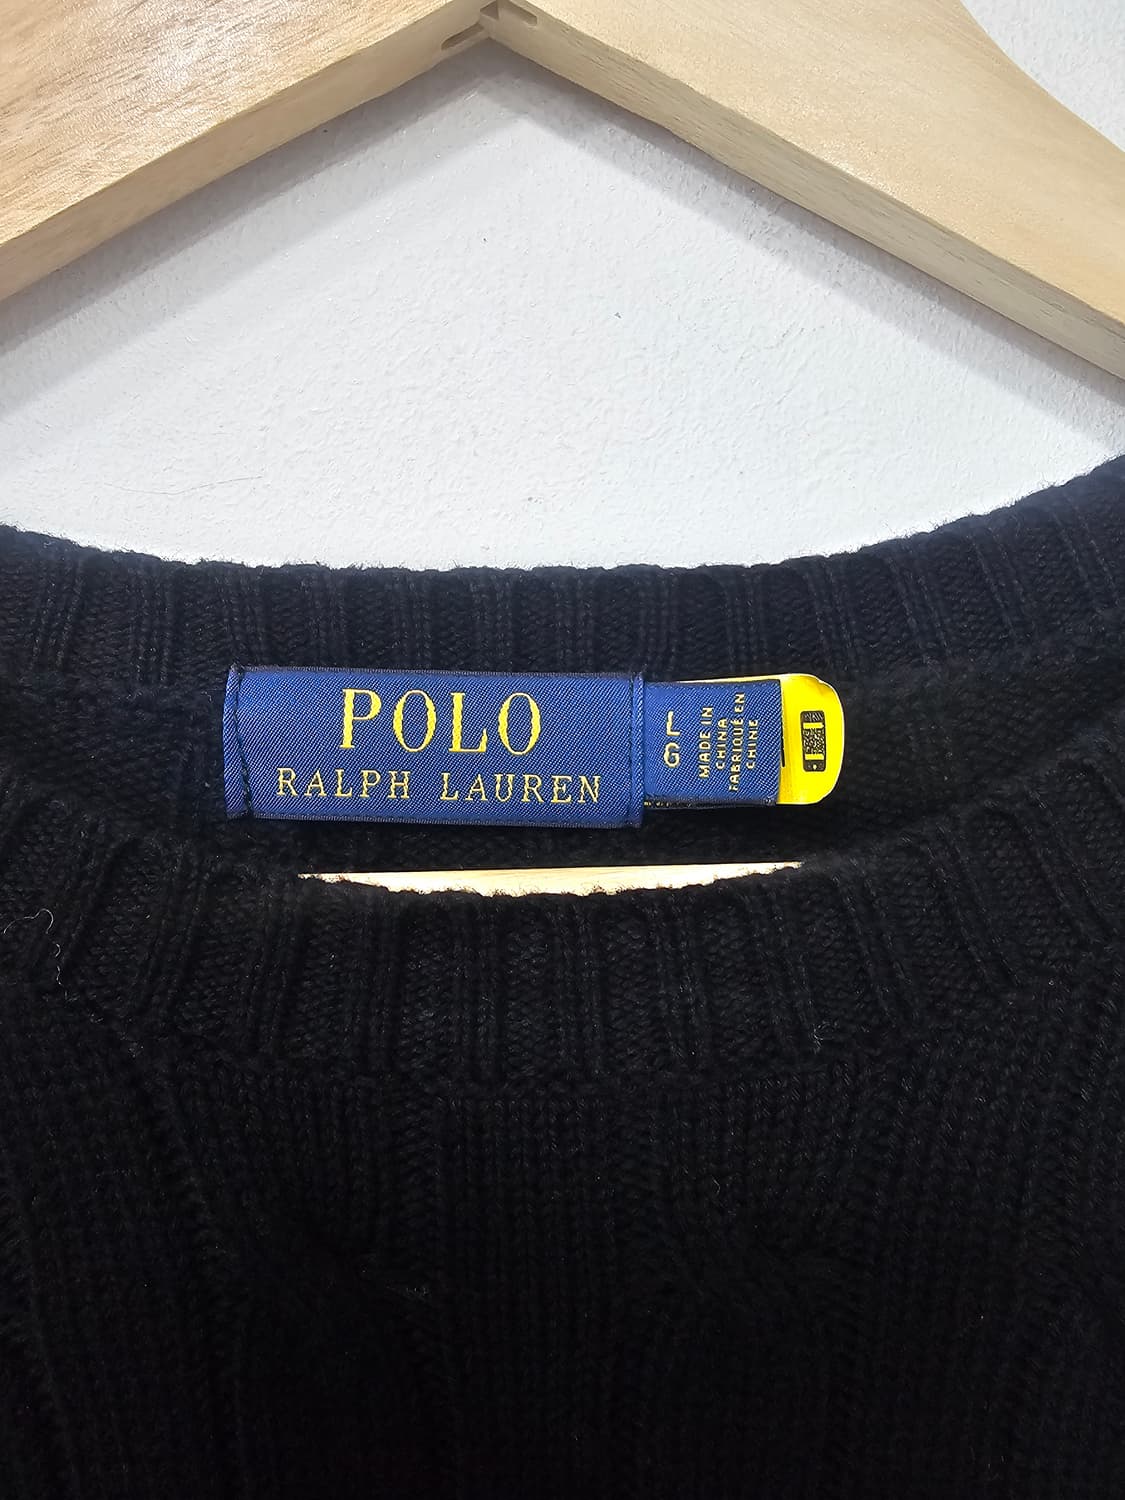 POLO
RALPH LAUREN
L
G
MADE IN
CHINA
FABRIQUÉ EN
CHINE